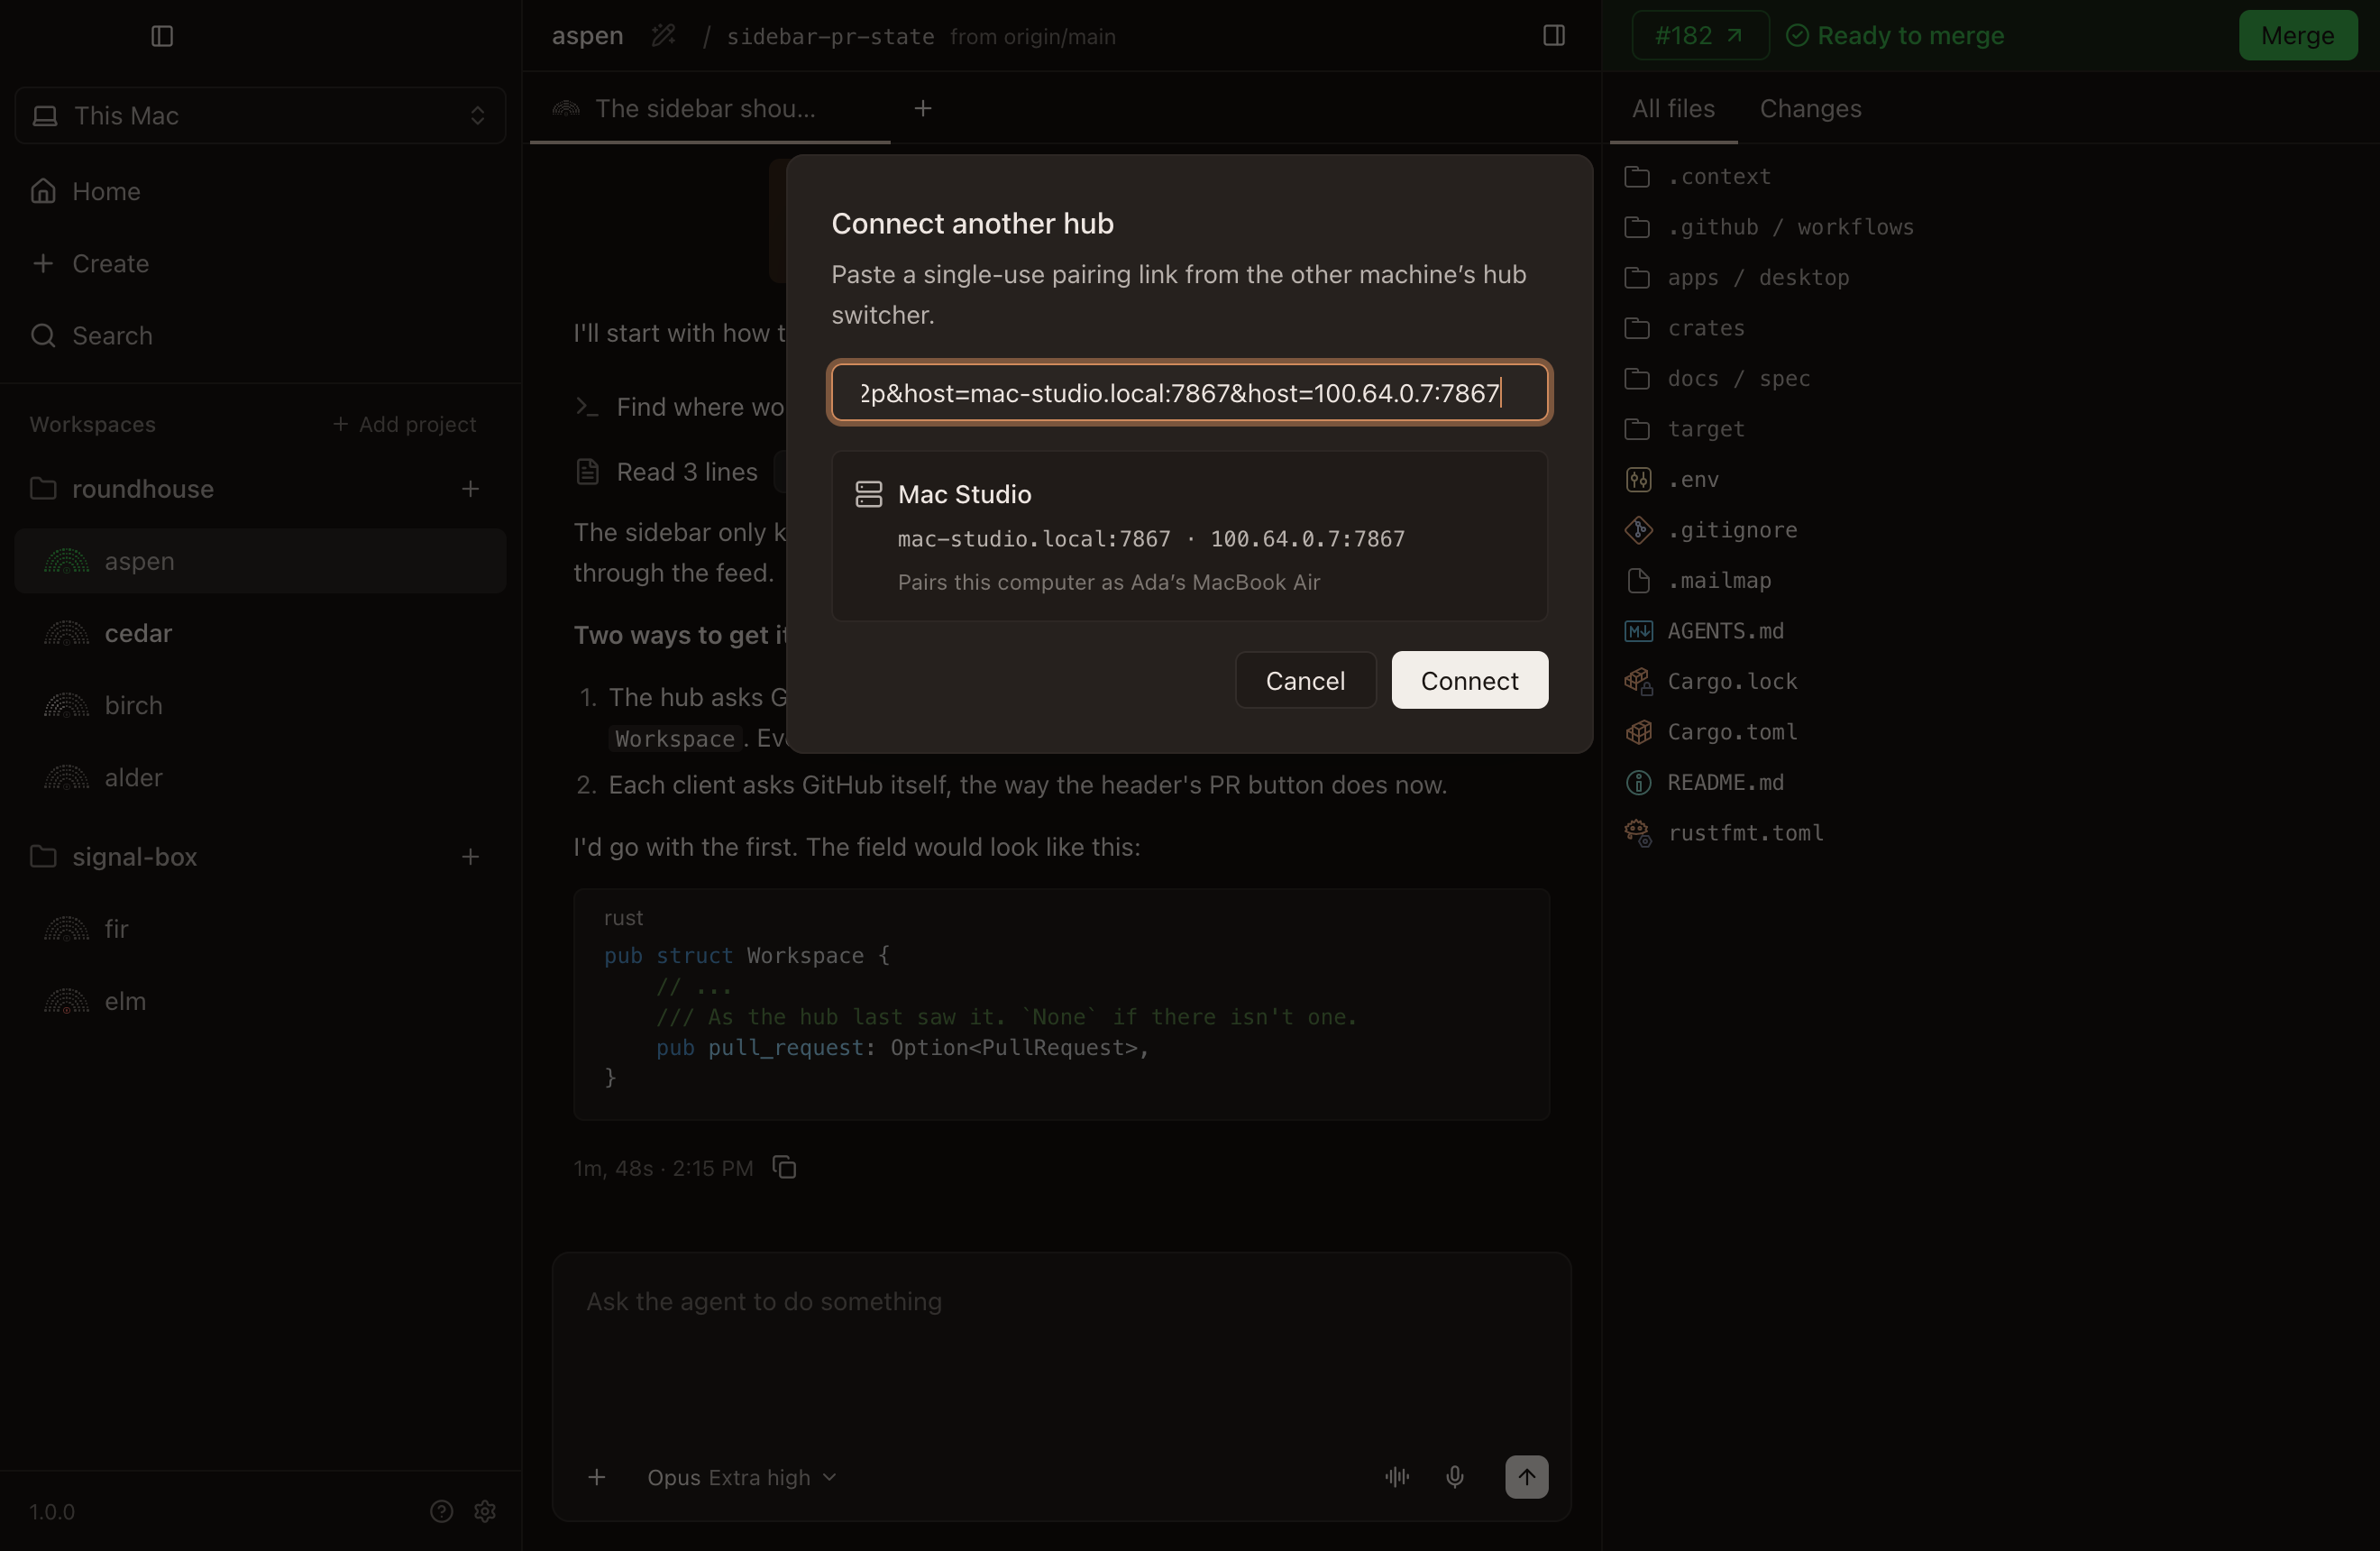 This Mac
Home
Create
Search
Workspaces
Add project
roundhouse
aspen
cedar
birch
alder
signal-box
fir
elm
1.0.0
aspen / sidebar-pr-state from origin/main
The sidebar shou...
I'll start with how t
Find where wo
Read 3 lines
The sidebar only k
through the feed.
Two ways to get it
1. The hub asks G
Workspace. Eve
2. Each client asks GitHub itself, the way the header's PR button does now.
I'd go with the first. The field would look like this:
rust
pub struct Workspace {
// ...
/// As the hub last saw it. `None` if there isn't one.
pub pull_request: Option<PullRequest>,
}
1m, 48s · 2:15 PM
Ask the agent to do something
Opus Extra high
Connect another hub
Paste a single-use pairing link from the other machine’s hub
switcher.
2p&host=mac-studio.local:7867&host=100.64.0.7:7867
Mac Studio
mac-studio.local:7867 · 100.64.0.7:7867
Pairs this computer as Ada’s MacBook Air
Cancel
Connect
#182
Ready to merge
Merge
All files
Changes
.context
.github / workflows
apps / desktop
crates
docs / spec
target
.env
.gitignore
.mailmap
AGENTS.md
Cargo.lock
Cargo.toml
README.md
rustfmt.toml